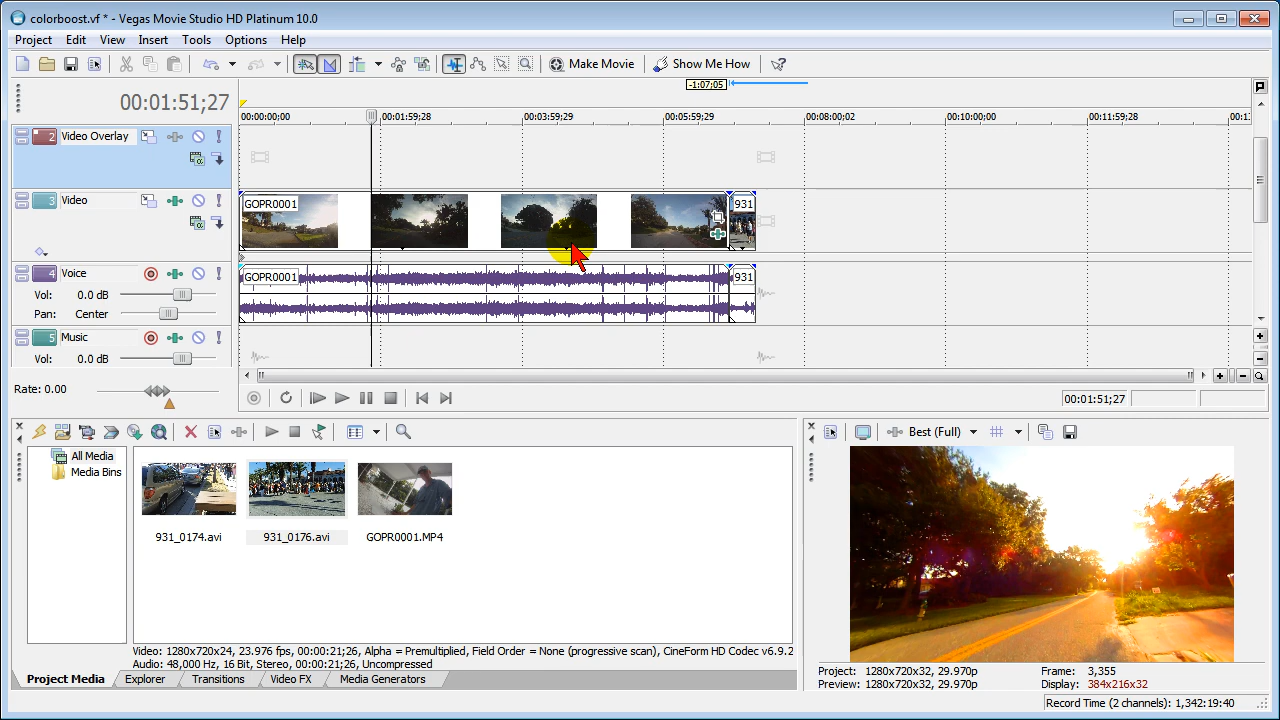 colorboost.vf * - Vegas Movie Studio HD Platinum 10.0
Project Edit View Insert Tools Options Help
Make Movie Show Me How
-1:07;05
00:01:51;27
00:00:00;00 00:01:59;28 00:03:59;29 00:05:59;29 00:08:00;02 00:10:00;00 00:11:59;28
2 Video Overlay
3 Video
GOPR0001 931
4 Voice
GOPR0001 931
Vol: 0.0 dB
Pan: Center
5 Music
Vol: 0.0 dB
Rate: 0.00
00:01:51;27
Best (Full)
All Media
Media Bins
931_0174.avi 931_0176.avi GOPR0001.MP4
Video: 1280x720x24, 23.976 fps, 00:00:21;26, Alpha = Premultiplied, Field Order = None (progressive scan), CineForm HD Codec v6.9.2
Audio: 48,000 Hz, 16 Bit, Stereo, 00:00:21;26, Uncompressed
Project Media Explorer Transitions Video FX Media Generators
Project: 1280x720x32, 29.970p Frame: 3,355
Preview: 1280x720x32, 29.970p Display: 384x216x32
Record Time (2 channels): 1,342:19:40